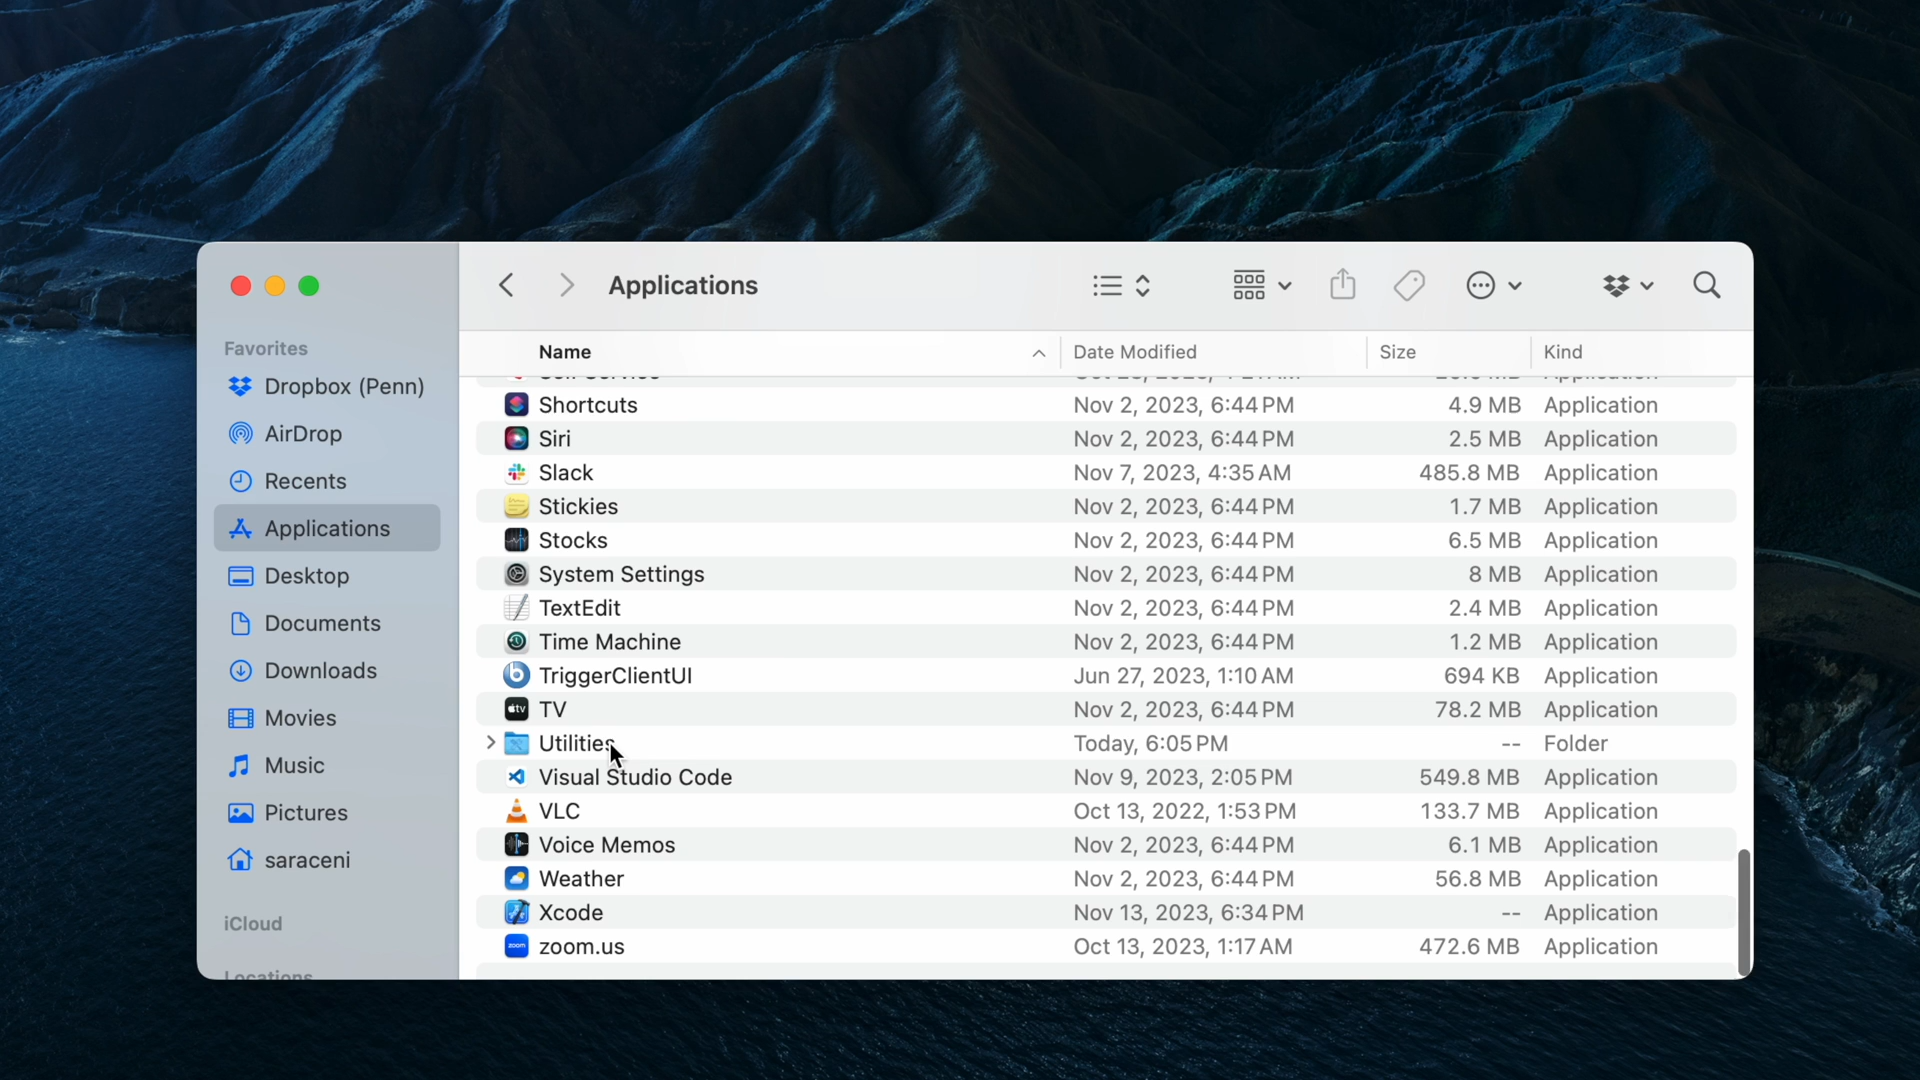 Applications
Favorites
Dropbox (Penn)
AirDrop
Recents
Applications
Desktop
Documents
Downloads
Movies
Music
Pictures
saraceni
iCloud
Locations
Name Date Modified Size Kind
Shortcuts Nov 2, 2023, 6:44 PM 4.9 MB Application
Siri Nov 2, 2023, 6:44 PM 2.5 MB Application
Slack Nov 7, 2023, 4:35 AM 485.8 MB Application
Stickies Nov 2, 2023, 6:44 PM 1.7 MB Application
Stocks Nov 2, 2023, 6:44 PM 6.5 MB Application
System Settings Nov 2, 2023, 6:44 PM 8 MB Application
TextEdit Nov 2, 2023, 6:44 PM 2.4 MB Application
Time Machine Nov 2, 2023, 6:44 PM 1.2 MB Application
TriggerClientUI Jun 27, 2023, 1:10 AM 694 KB Application
tv TV Nov 2, 2023, 6:44 PM 78.2 MB Application
Utilities Today, 6:05 PM -- Folder
Visual Studio Code Nov 9, 2023, 2:05 PM 549.8 MB Application
VLC Oct 13, 2022, 1:53 PM 133.7 MB Application
Voice Memos Nov 2, 2023, 6:44 PM 6.1 MB Application
Weather Nov 2, 2023, 6:44 PM 56.8 MB Application
Xcode Nov 13, 2023, 6:34 PM -- Application
zoom zoom.us Oct 13, 2023, 1:17 AM 472.6 MB Application